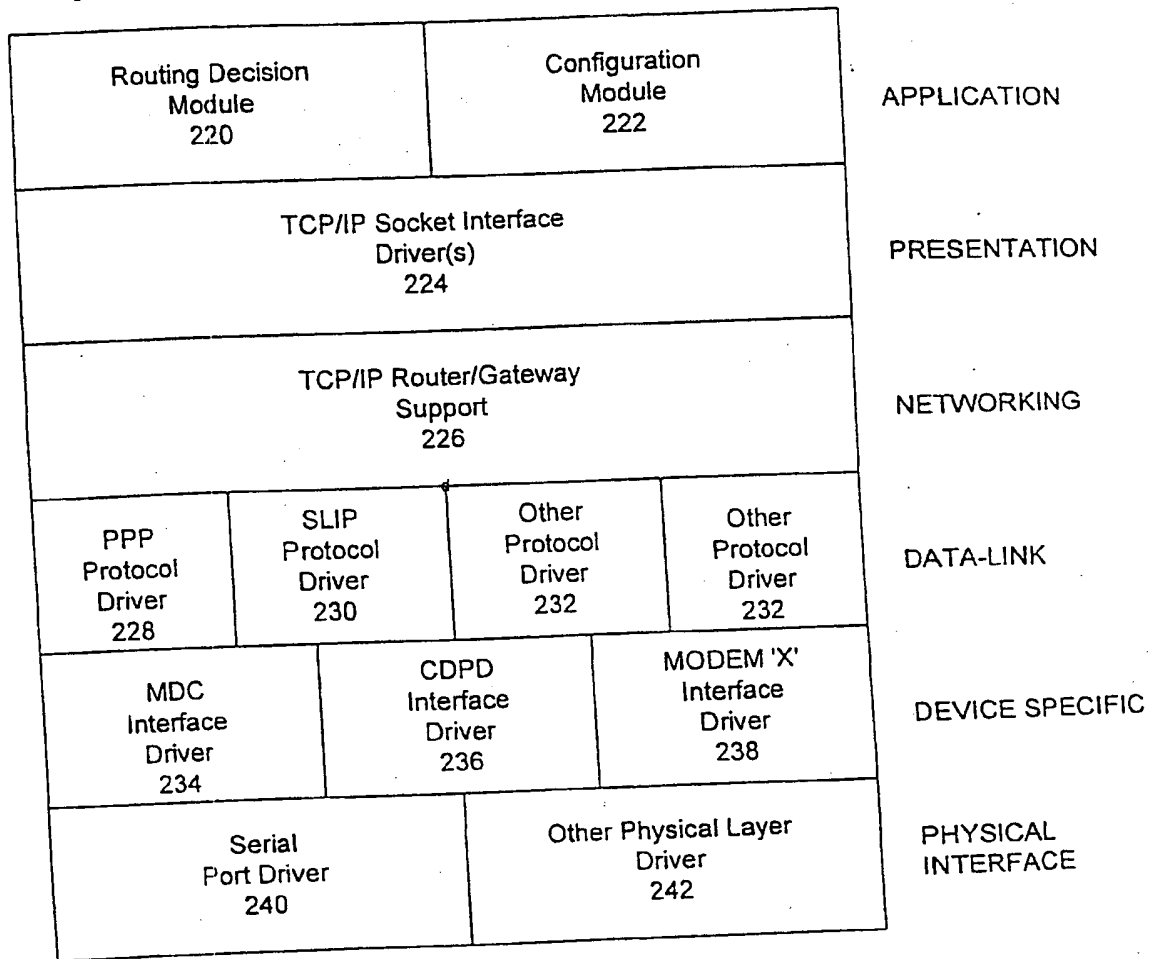 Routing Decision
Module
220
Configuration
Module
222
APPLICATION
TCP/IP Socket Interface
Driver(s)
224
PRESENTATION
TCP/IP Router/Gateway
Support
226
NETWORKING
PPP
Protocol
Driver
228
SLIP
Protocol
Driver
230
Other
Protocol
Driver
232
Other
Protocol
Driver
232
DATA-LINK
MDC
Interface
Driver
234
CDPD
Interface
Driver
236
MODEM 'X'
Interface
Driver
238
DEVICE SPECIFIC
Serial
Port Driver
240
Other Physical Layer
Driver
242
PHYSICAL
INTERFACE